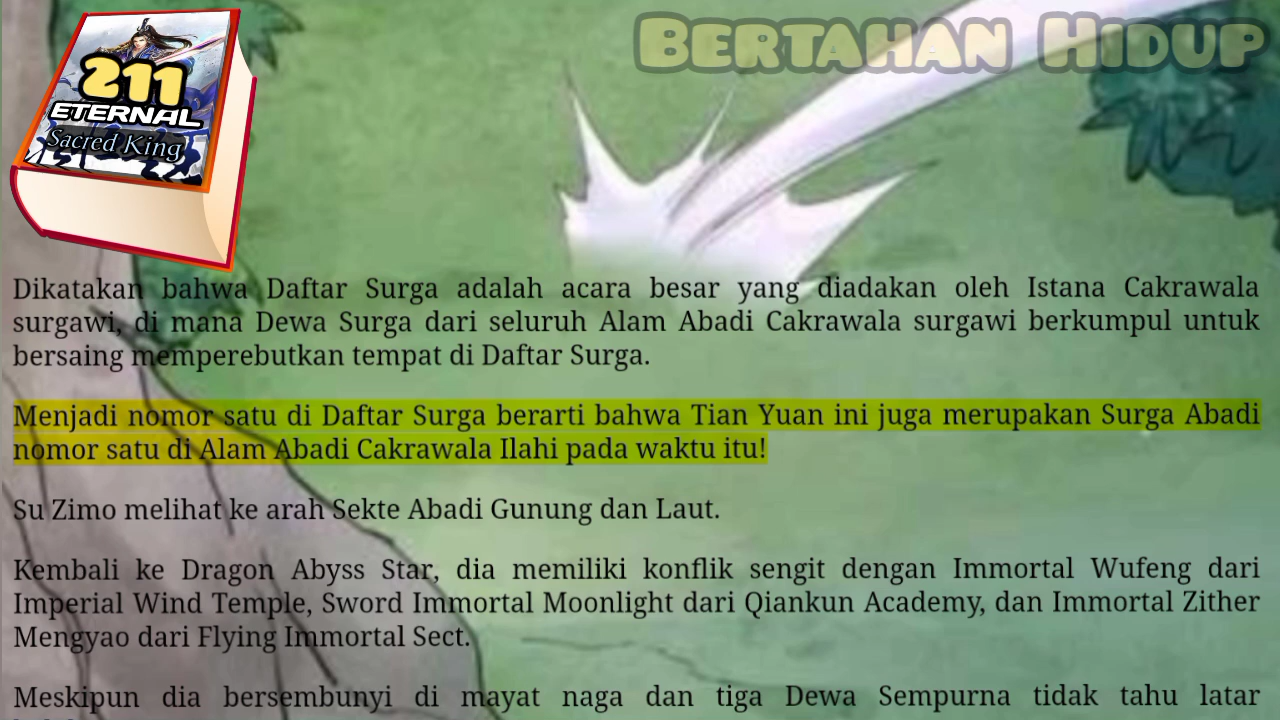 BERTAHAN HIDUP
211
ETERNAL
Sacred King
Dikatakan bahwa Daftar Surga adalah acara besar yang diadakan oleh Istana Cakrawala
surgawi, di mana Dewa Surga dari seluruh Alam Abadi Cakrawala surgawi berkumpul untuk
bersaing memperebutkan tempat di Daftar Surga.
Menjadi nomor satu di Daftar Surga berarti bahwa Tian Yuan ini juga merupakan Surga Abadi
nomor satu di Alam Abadi Cakrawala Ilahi pada waktu itu!
Su Zimo melihat ke arah Sekte Abadi Gunung dan Laut.
Kembali ke Dragon Abyss Star, dia memiliki konflik sengit dengan Immortal Wufeng dari
Imperial Wind Temple, Sword Immortal Moonlight dari Qiankun Academy, dan Immortal Zither
Mengyao dari Flying Immortal Sect.
Meskipun dia bersembunyi di mayat naga dan tiga Dewa Sempurna tidak tahu latar